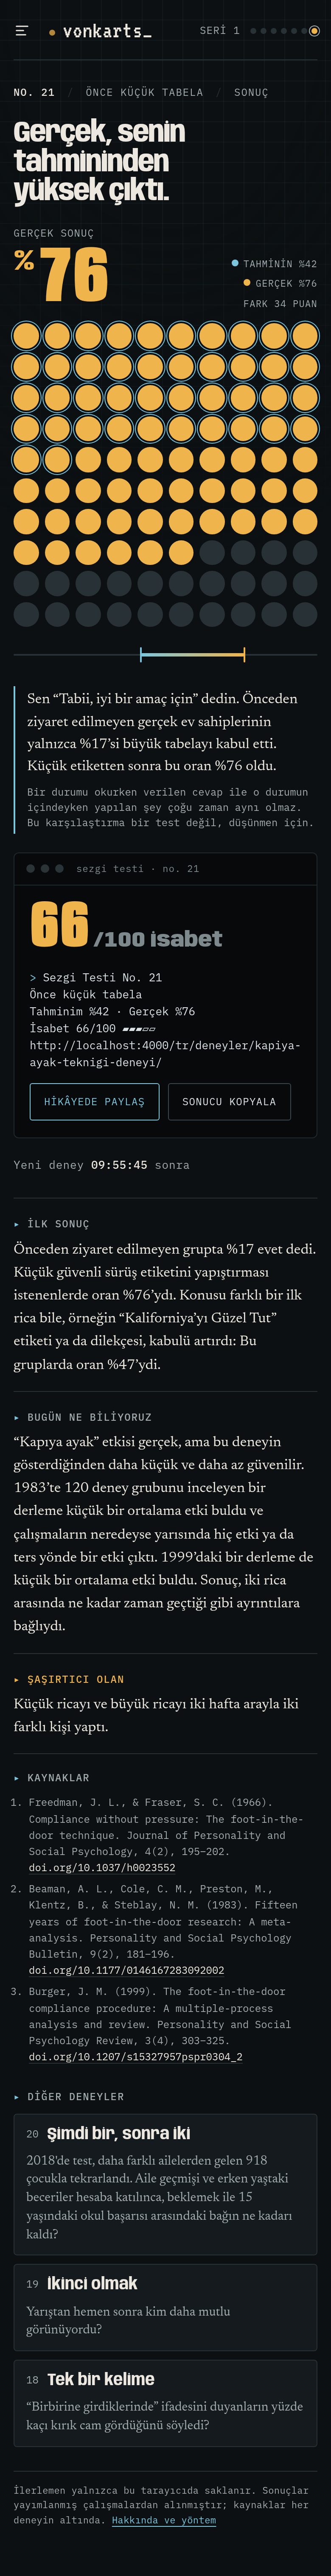 vonkarts_
SERİ 1
NO. 21 / ÖNCE KÜÇÜK TABELA / SONUÇ
Gerçek, senin
tahmininden
yüksek çıktı.
GERÇEK SONUÇ
%76
TAHMİNİN %42
GERÇEK %76
FARK 34 PUAN
Sen “Tabii, iyi bir amaç için” dedin. Önceden
ziyaret edilmeyen gerçek ev sahiplerinin
yalnızca %17’si büyük tabelayı kabul etti.
Küçük etiketten sonra bu oran %76 oldu.
Bir durumu okurken verilen cevap ile o durumun
içindeyken yapılan şey çoğu zaman aynı olmaz.
Bu karşılaştırma bir test değil, düşünmen için.
sezgi testi · no. 21
66/100 isabet
> Sezgi Testi No. 21
Önce küçük tabela
Tahminim %42 · Gerçek %76
İsabet 66/100 ▰▰▰▱▱
http://localhost:4000/tr/deneyler/kapiya-
ayak-teknigi-deneyi/
HİKÂYEDE PAYLAŞ
SONUCU KOPYALA
Yeni deney 09:55:45 sonra
▸ İLK SONUÇ
Önceden ziyaret edilmeyen grupta %17 evet dedi.
Küçük güvenli sürüş etiketini yapıştırması
istenenlerde oran %76’ydı. Konusu farklı bir ilk
rica bile, örneğin “Kaliforniya’yı Güzel Tut”
etiketi ya da dilekçesi, kabulü artırdı: Bu
gruplarda oran %47’ydi.
▸ BUGÜN NE BİLİYORUZ
“Kapıya ayak” etkisi gerçek, ama bu deneyin
gösterdiğinden daha küçük ve daha az güvenilir.
1983’te 120 deney grubunu inceleyen bir
derleme küçük bir ortalama etki buldu ve
çalışmaların neredeyse yarısında hiç etki ya da
ters yönde bir etki çıktı. 1999’daki bir derleme de
küçük bir ortalama etki buldu. Sonuç, iki rica
arasında ne kadar zaman geçtiği gibi ayrıntılara
bağlıydı.
▸ ŞAŞIRTICI OLAN
Küçük ricayı ve büyük ricayı iki hafta arayla iki
farklı kişi yaptı.
▸ KAYNAKLAR
1. Freedman, J. L., & Fraser, S. C. (1966).
Compliance without pressure: The foot-in-the-
door technique. Journal of Personality and
Social Psychology, 4(2), 195–202.
doi.org/10.1037/h0023552
2. Beaman, A. L., Cole, C. M., Preston, M.,
Klentz, B., & Steblay, N. M. (1983). Fifteen
years of foot-in-the-door research: A meta-
analysis. Personality and Social Psychology
Bulletin, 9(2), 181–196.
doi.org/10.1177/0146167283092002
3. Burger, J. M. (1999). The foot-in-the-door
compliance procedure: A multiple-process
analysis and review. Personality and Social
Psychology Review, 3(4), 303–325.
doi.org/10.1207/s15327957pspr0304_2
▸ DİĞER DENEYLER
20 Şimdi bir, sonra iki
2018’de test, daha farklı ailelerden gelen 918
çocukla tekrarlandı. Aile geçmişi ve erken yaştaki
beceriler hesaba katılınca, beklemek ile 15
yaşındaki okul başarısı arasındaki bağın ne kadarı
kaldı?
19 İkinci olmak
Yarıştan hemen sonra kim daha mutlu
görünüyordu?
18 Tek bir kelime
“Birbirine girdiklerinde” ifadesini duyanların yüzde
kaçı kırık cam gördüğünü söyledi?
İlerlemen yalnızca bu tarayıcıda saklanır. Sonuçlar
yayımlanmış çalışmalardan alınmıştır; kaynaklar her
deneyin altında. Hakkında ve yöntem